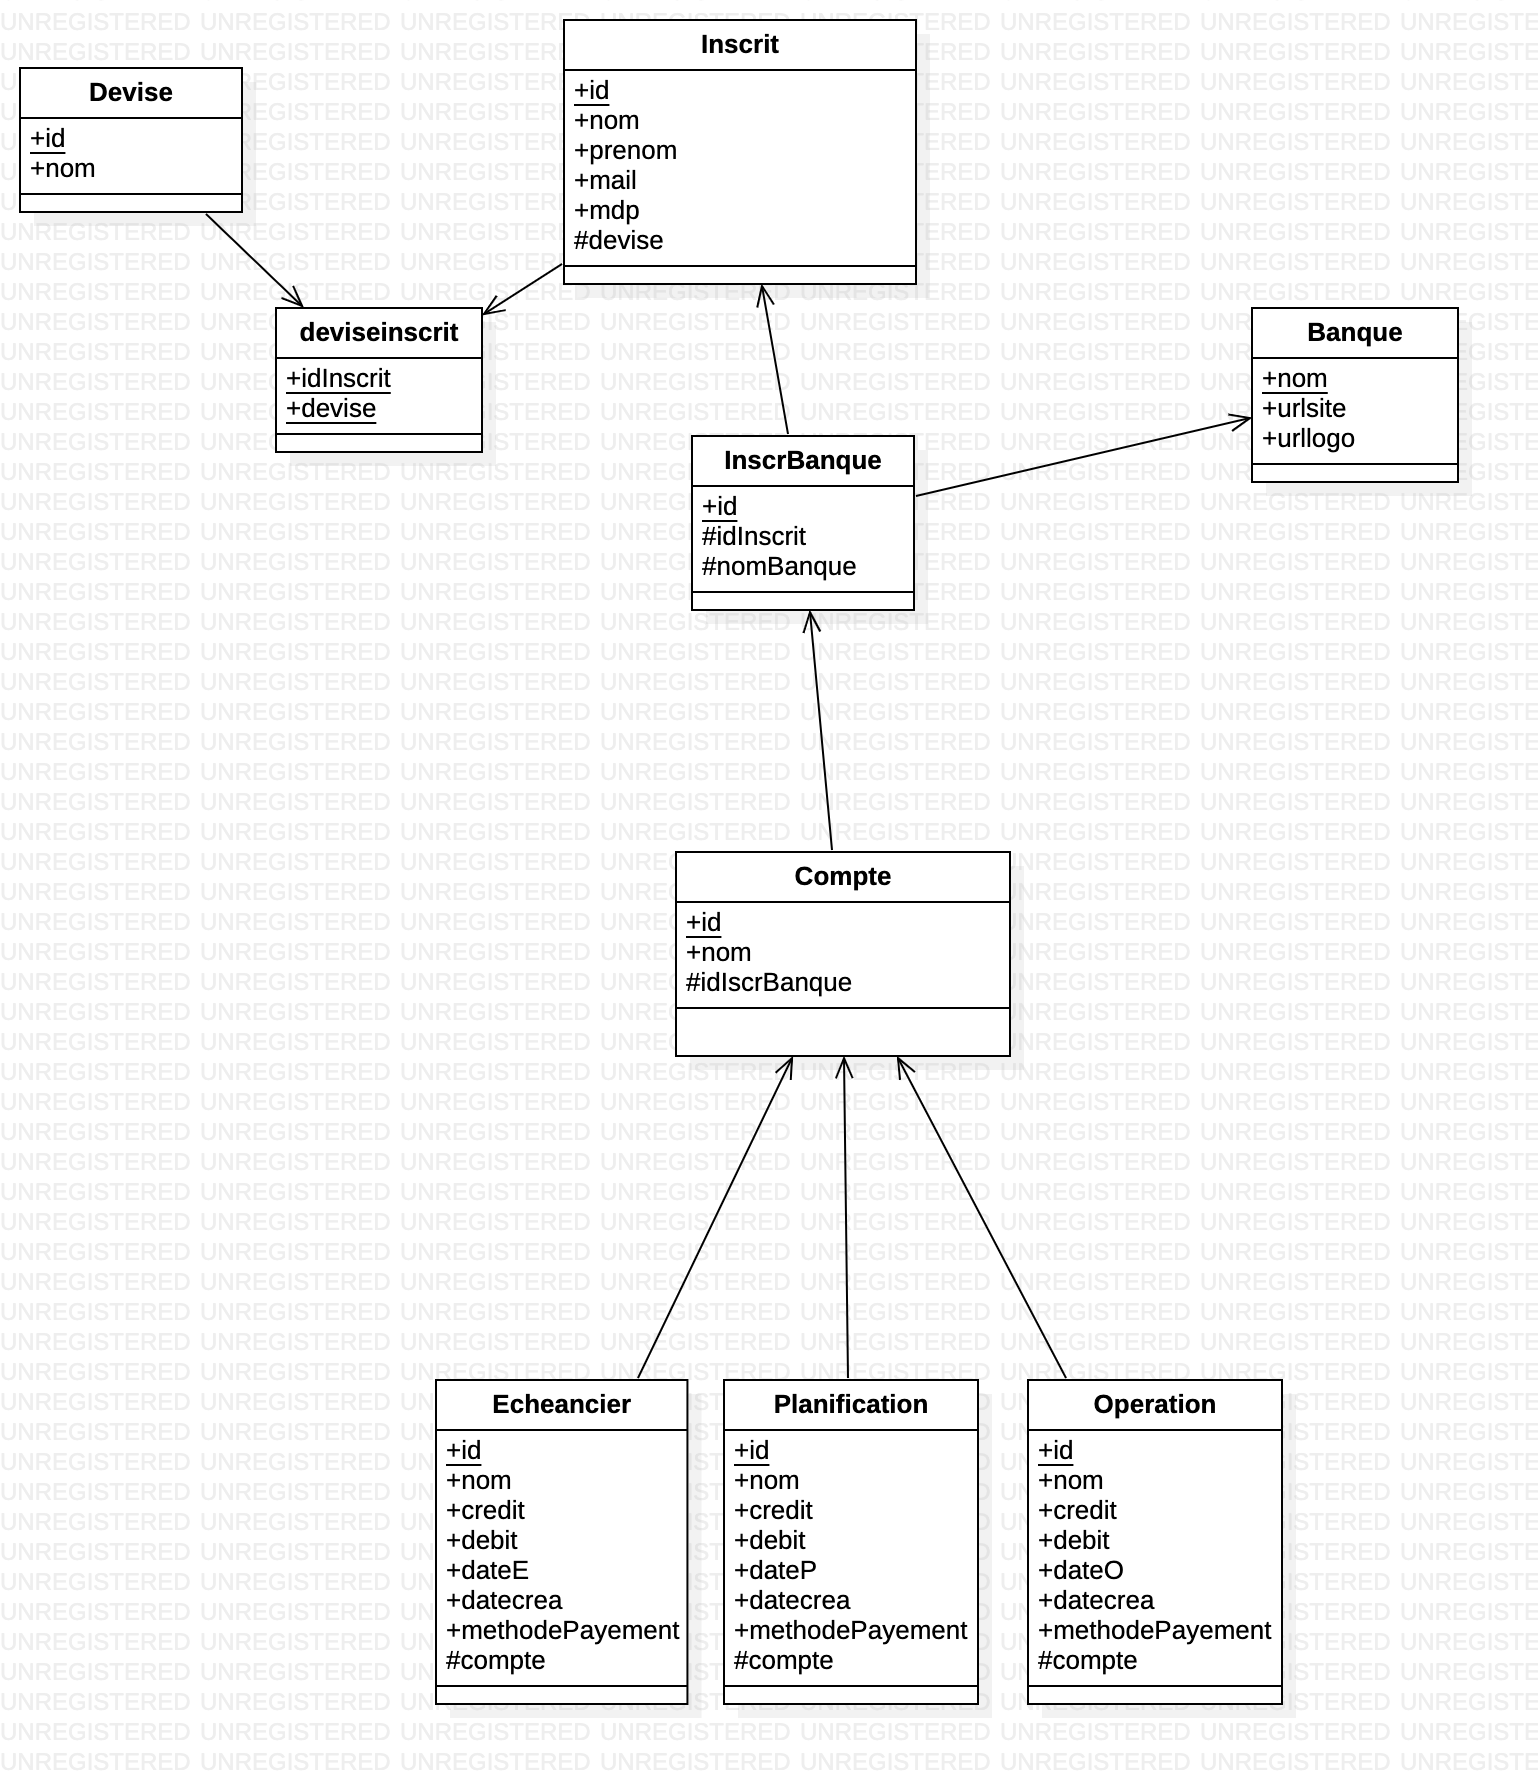 Inscrit
+id
+nom
+prenom
+mail
+mdp
#devise
Devise
+id
+nom
deviseinscrit
+idInscrit
+devise
Banque
+nom
+urlsite
+urllogo
InscrBanque
+id
#idInscrit
#nomBanque
Compte
+id
+nom
#idIscrBanque
Echeancier
+id
+nom
+credit
+debit
+dateE
+datecrea
+methodePayement
#compte
Planification
+id
+nom
+credit
+debit
+dateP
+datecrea
+methodePayement
#compte
Operation
+id
+nom
+credit
+debit
+dateO
+datecrea
+methodePayement
#compte
UNREGISTERED